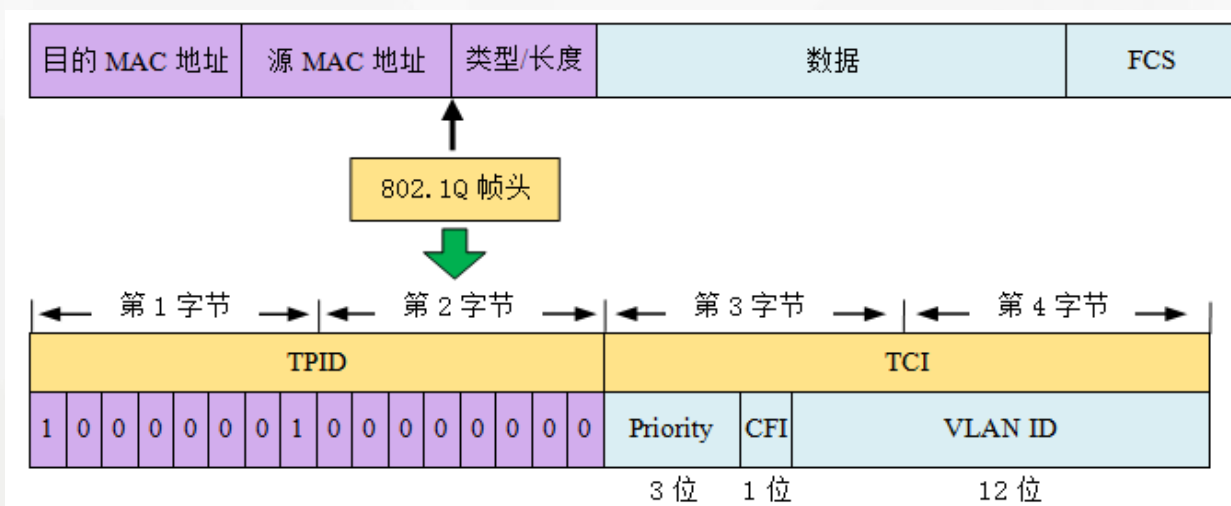 目的 MAC 地址 源 MAC 地址 类型/长度 数据 FCS
802.1Q 帧头
第 1 字节 第 2 字节 第 3 字节 第 4 字节
TPID TCI
1 0 0 0 0 0 0 1 0 0 0 0 0 0 0 0 Priority CFI VLAN ID
3 位 1 位 12 位